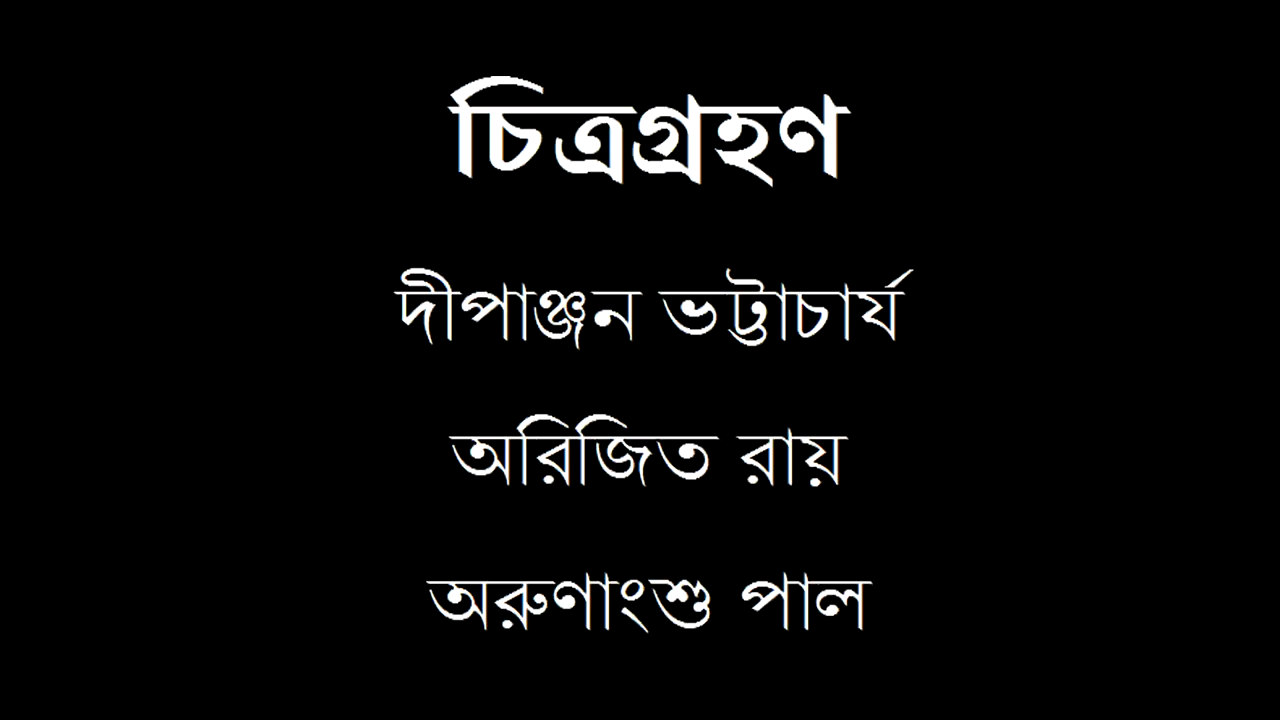 চিত্রগ্রহণ
দীপাঞ্জন ভট্টাচার্য
অরিজিত রায়
অরুণাংশু পাল